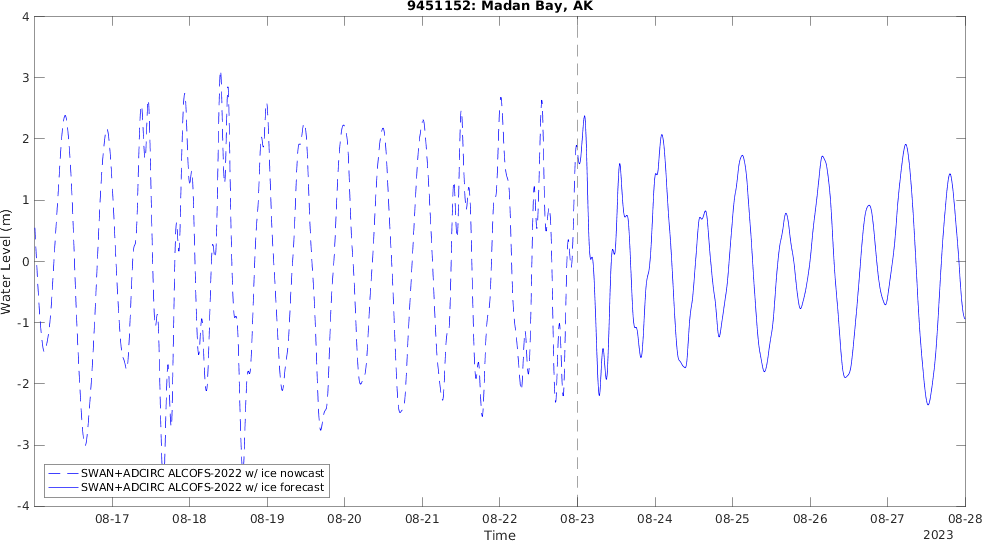 9451152: Madan Bay, AK
Water Level (m)
4
3
2
1
0
-1
-2
-3
-4
SWAN+ADCIRC ALCOFS-2022 w/ ice nowcast
SWAN+ADCIRC ALCOFS-2022 w/ ice forecast
08-17 08-18 08-19 08-20 08-21 08-22 08-23 08-24 08-25 08-26 08-27 08-28
Time
2023